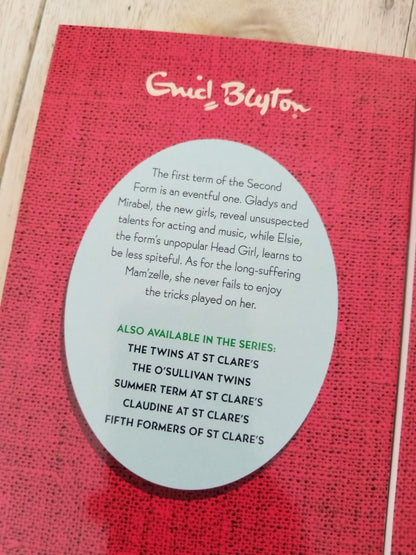 Enid Blyton
The first term of the Second
Form is an eventful one. Gladys and
Mirabel, the new girls, reveal unsuspected
talents for acting and music, while Elsie,
the form's unpopular Head Girl, learns to
be less spiteful. As for the long-suffering
Mam'zelle, she never fails to enjoy
the tricks played on her.
ALSO AVAILABLE IN THE SERIES:
THE TWINS AT ST CLARE'S
THE O'SULLIVAN TWINS
SUMMER TERM AT ST CLARE'S
CLAUDINE AT ST CLARE'S
FIFTH FORMERS OF ST CLARE'S